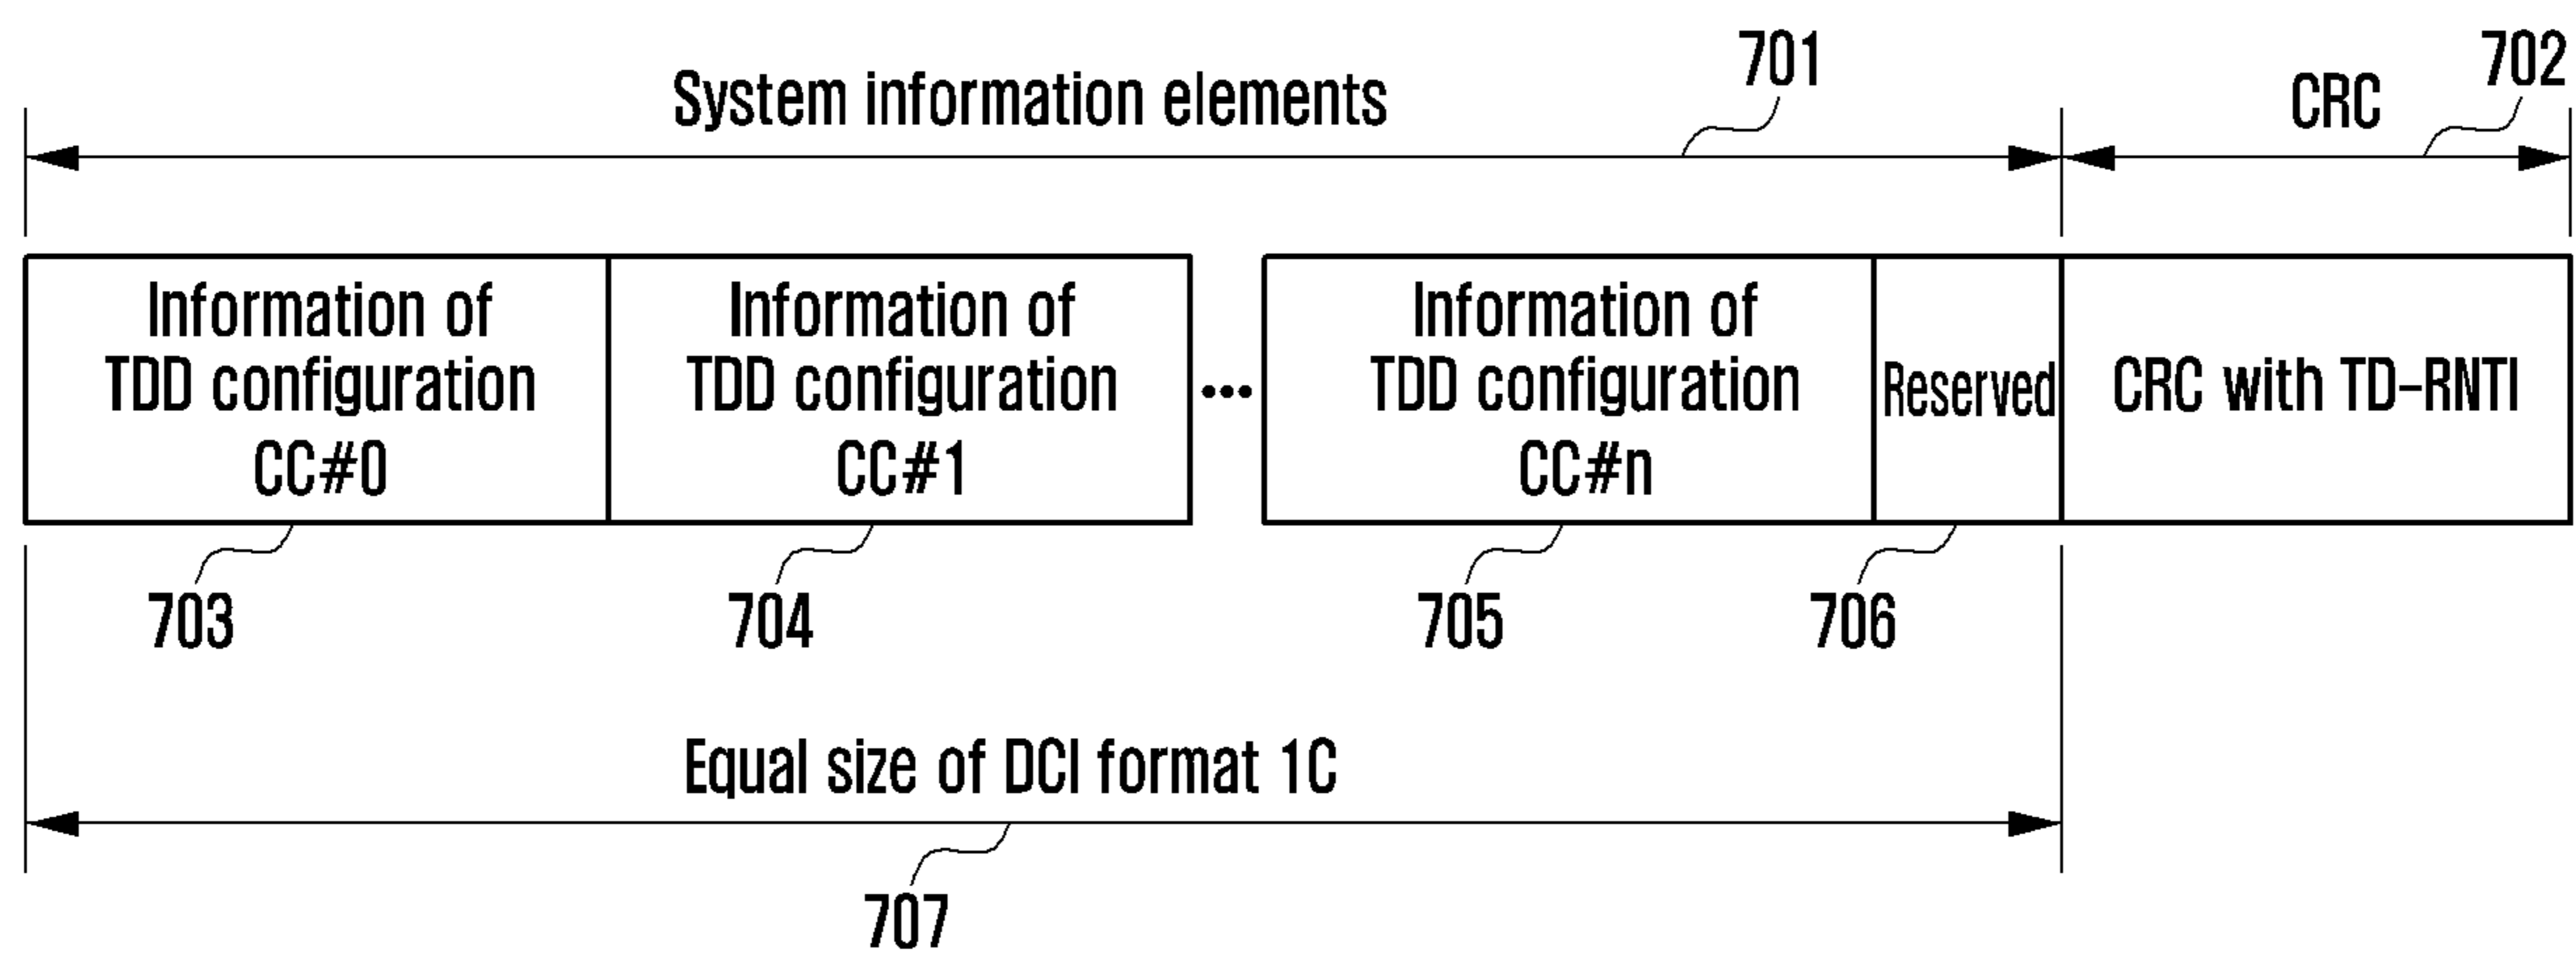 701
702
System information elements
CRC
Information of
TDD configuration
CC#0
Information of
TDD configuration
CC#1
...
Information of
TDD configuration
CC#n
Reserved
CRC with TD-RNTI
703
704
705
706
Equal size of DCI format 1C
707